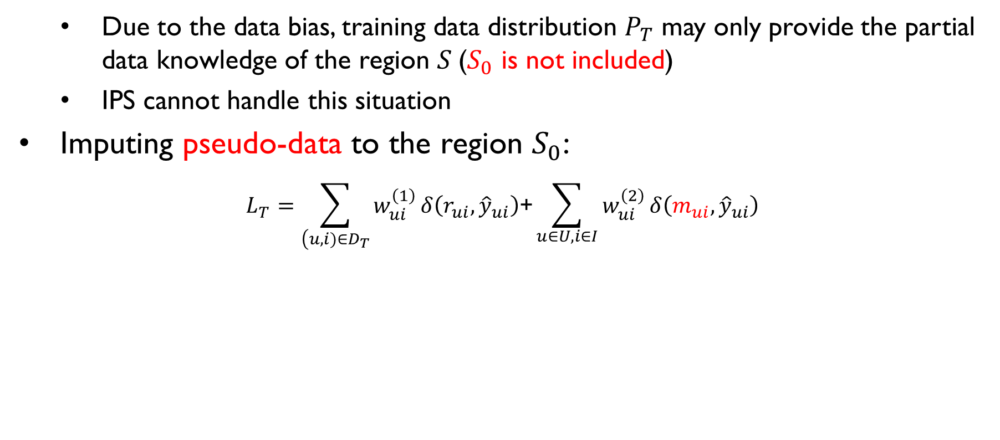 • Due to the data bias, training data distribution $P_T$ may only provide the partial
data knowledge of the region $S$ ($S_0$ is not included)
• IPS cannot handle this situation
• Imputing pseudo-data to the region $S_0$:
$L_T = \sum_{(u,i)\in D_T} w_{ui}^{(1)} \delta(r_{ui}, \hat{y}_{ui}) + \sum_{u\in U, i\in I} w_{ui}^{(2)} \delta(m_{ui}, \hat{y}_{ui})$